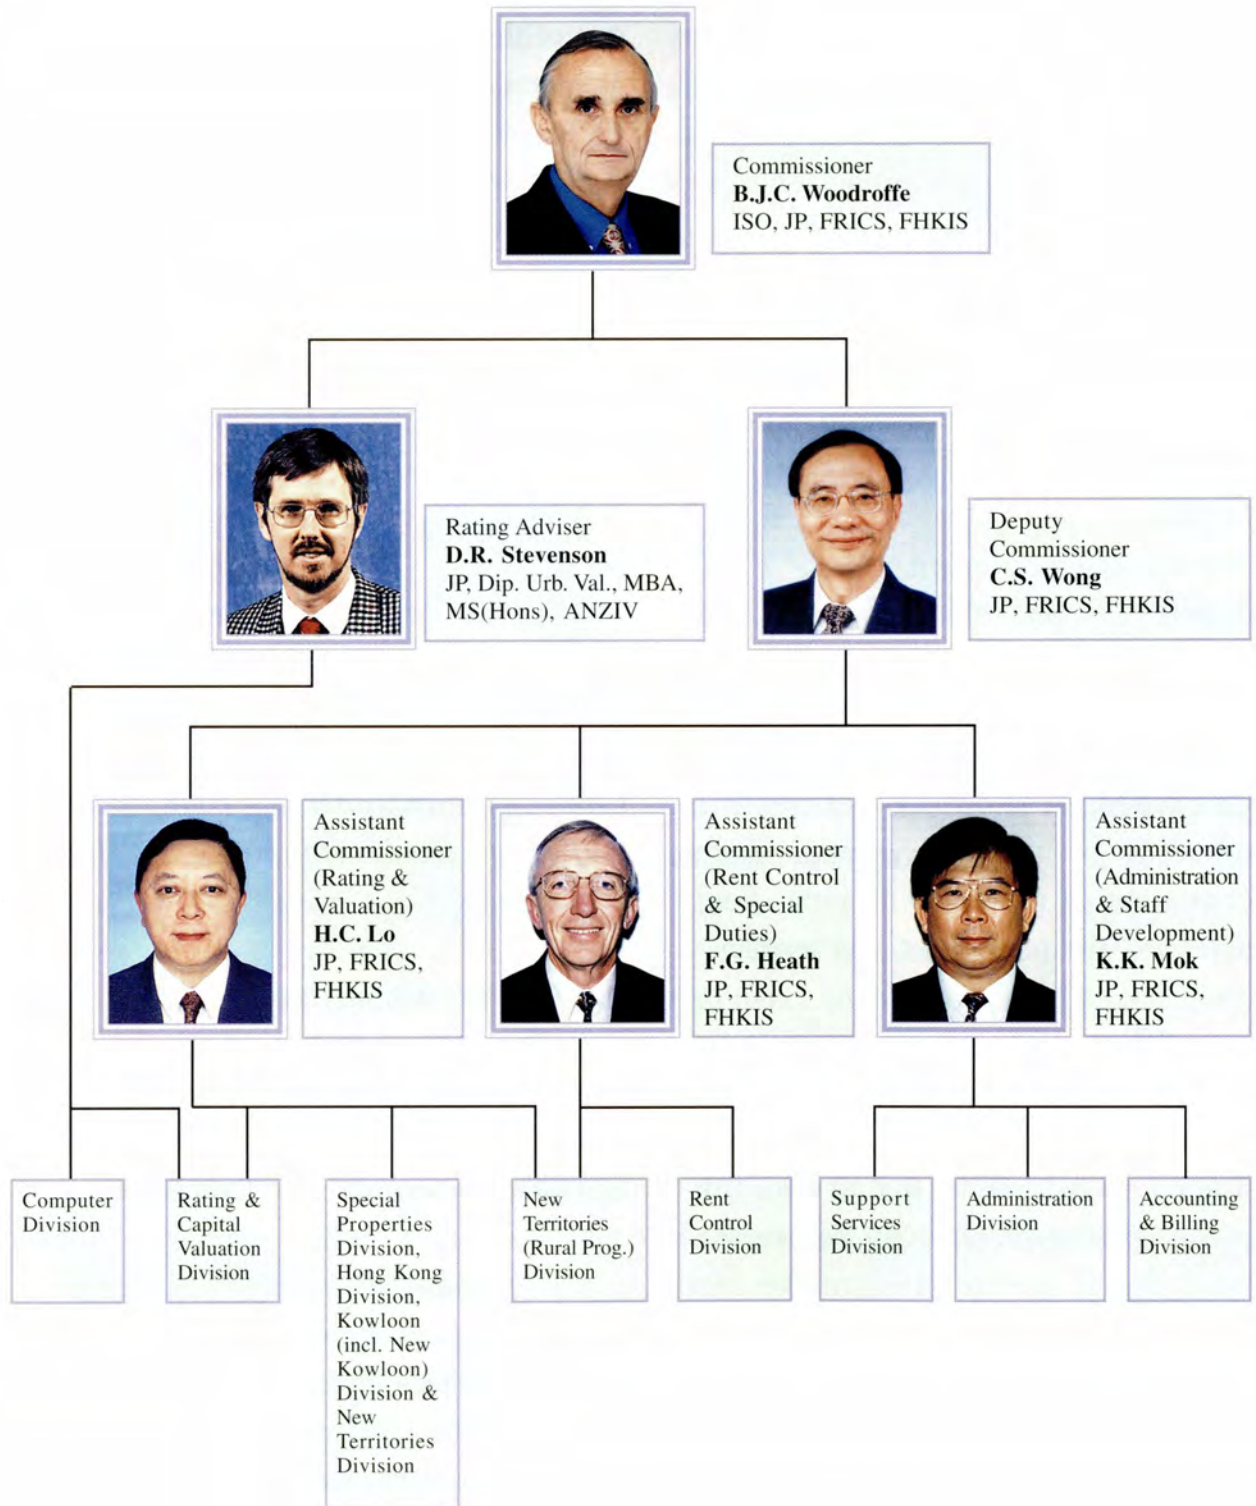 Commissioner
B.J.C. Woodroffe
ISO, JP, FRICS, FHKIS
Rating Adviser
D.R. Stevenson
JP, Dip. Urb. Val., MBA,
MS(Hons), ANZIV
Deputy
Commissioner
C.S. Wong
JP, FRICS, FHKIS
Assistant
Commissioner
(Rating &
Valuation)
H.C. Lo
JP, FRICS,
FHKIS
Assistant
Commissioner
(Rent Control
& Special
Duties)
F.G. Heath
JP, FRICS,
FHKIS
Assistant
Commissioner
(Administration
& Staff
Development)
K.K. Mok
JP, FRICS,
FHKIS
Computer
Division
Rating &
Capital
Valuation
Division
Special
Properties
Division,
Hong Kong
Division,
Kowloon
(incl. New
Kowloon)
Division &
New
Territories
Division
New
Territories
(Rural Prog.)
Division
Rent
Control
Division
Support
Services
Division
Administration
Division
Accounting
& Billing
Division